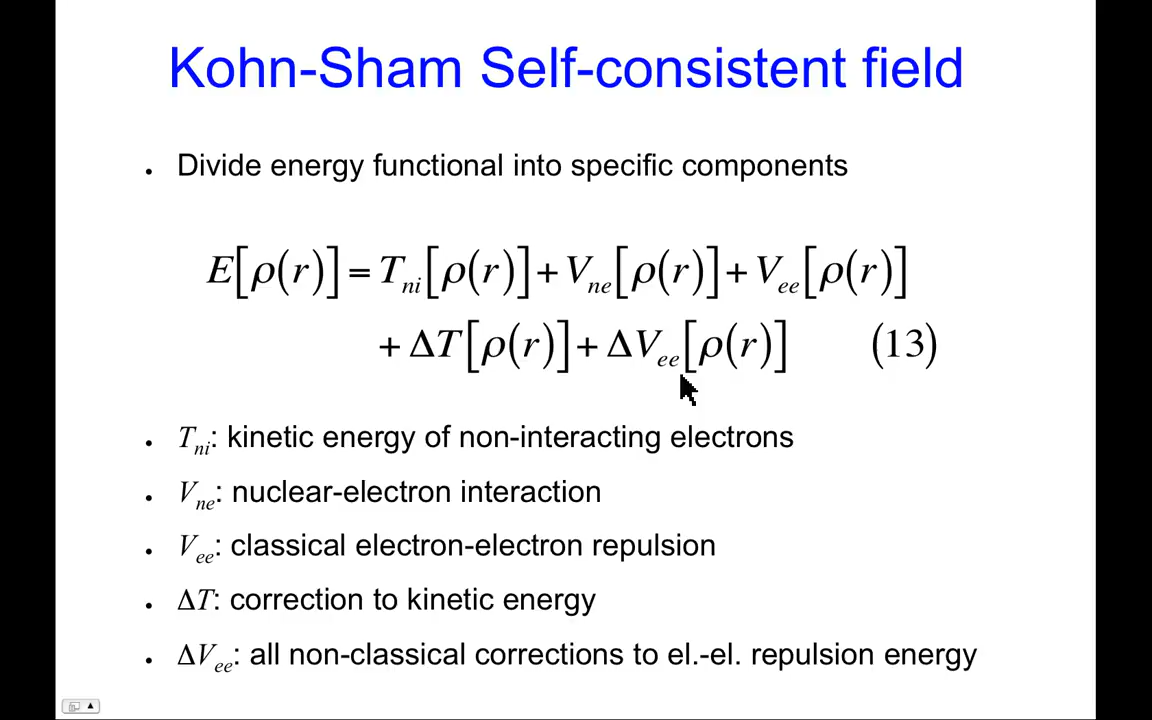 Kohn-Sham Self-consistent field
• Divide energy functional into specific components
E[ρ(r)] = T_ni[ρ(r)] + V_ne[ρ(r)] + V_ee[ρ(r)]
+ ΔT[ρ(r)] + ΔV_ee[ρ(r)] (13)
• T_ni: kinetic energy of non-interacting electrons
• V_ne: nuclear-electron interaction
• V_ee: classical electron-electron repulsion
• ΔT: correction to kinetic energy
• ΔV_ee: all non-classical corrections to el.-el. repulsion energy